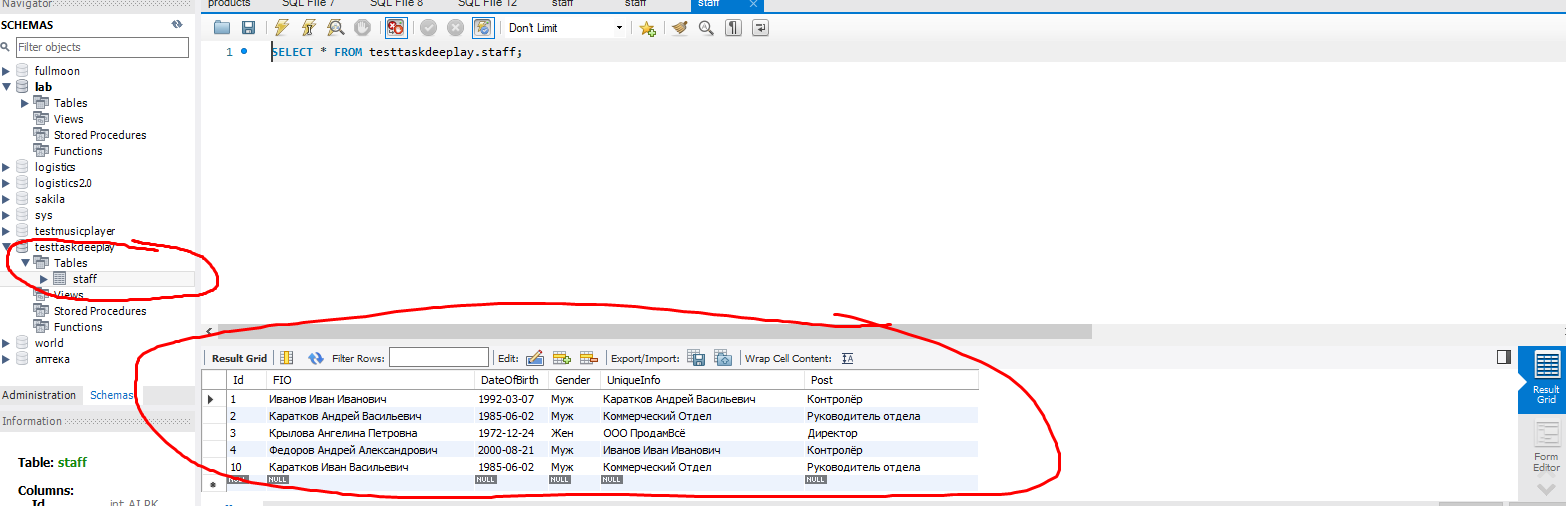 Navigator:
products SQL File 7 SQL File 8 SQL File 12 staff staff staff
SCHEMAS
Filter objects
Don't Limit
1 SELECT * FROM testtaskdeeplay.staff;
fullmoon
lab
Tables
Views
Stored Procedures
Functions
logistics
logistics2.0
sakila
sys
testmusicplayer
testtaskdeeplay
Tables
staff
Views
Stored Procedures
Functions
world
аптека
Administration Schemas
Information
Table: staff
Columns:
Id int AI PK
Result Grid Filter Rows: Edit: Export/Import: Wrap Cell Content:
Id FIO DateOfBirth Gender UniqueInfo Post
1 Иванов Иван Иванович 1992-03-07 Муж Каратков Андрей Васильевич Контролёр
2 Каратков Андрей Васильевич 1985-06-02 Муж Коммерческий Отдел Руководитель отдела
3 Крылова Ангелина Петровна 1972-12-24 Жен ООО ПродамВсё Директор
4 Федоров Андрей Александрович 2000-08-21 Муж Иванов Иван Иванович Контролёр
10 Каратков Иван Васильевич 1985-06-02 Муж Коммерческий Отдел Руководитель отдела
NULL NULL NULL NULL NULL NULL
Result
Grid
Form
Editor